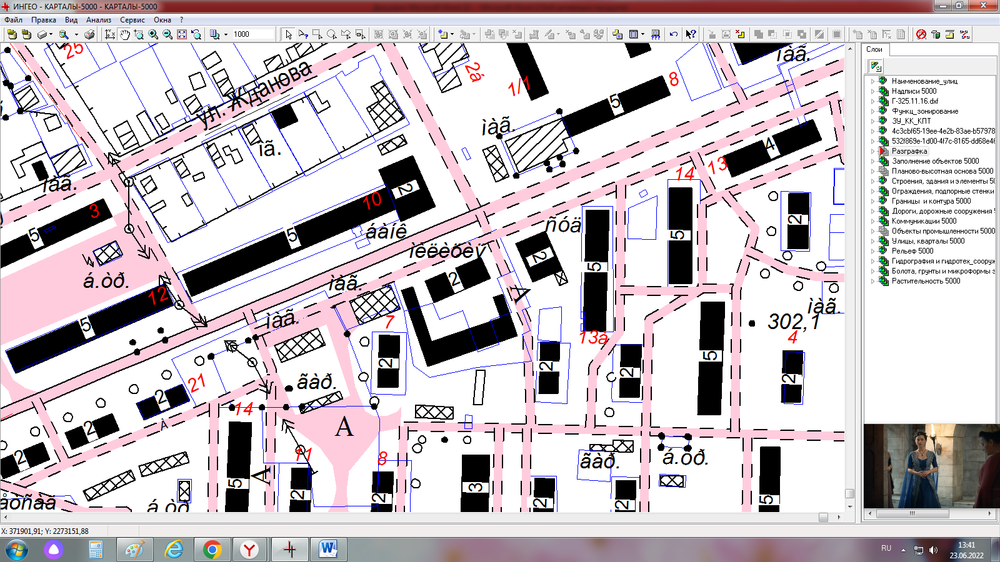 ИНГЕО - КАРТАЛЫ-5000 - КАРТАЛЫ-5000
Файл Правка Вид Анализ Сервис Окна ?
1000
Слои
Наименование_улиц
Надписи 5000
Г-325.11.16.dxf
Функц_зонирование
ЗУ_КК_КПТ
4c3cbf65-19ee-4e2b-83ae-b57978
532f869e-1d00-4f7c-8165-dd68e4
Разграфка
Заполнение объектов 5000
Планово-высотная основа 5000
Строения, здания и элементы 5
Ограждения, подпорные стенки
Границы и контура 5000
Дороги, дорожные сооружения
Коммуникации 5000
Объекты промышленности 5000
Улицы, кварталы 5000
Рельеф 5000
Гидрография и гидротех_сооруж
Болота, грунты и микроформы
Растительность 5000
25
ул. Жданова
2á
1/1
8
ìàã.
5
ìàã.
ìã.
4
13
14
ìàã.
3
5
10
2
5
áàíê
ìèëèöèÿ
ñóä
2
2
5
5
á.òð.
12
5
ìàã.
ìàã.
А
7
2
13à
2
2
5
302,1
4
2
ìàã.
2
21
2
ãàð.
14
А
А
2
2
11
8
А
5
2
2
3
ãàð.
á.òð.
2
2
5
á.òð
X: 371901,91; Y: 2273151,88
RU
13:41
23.06.2022